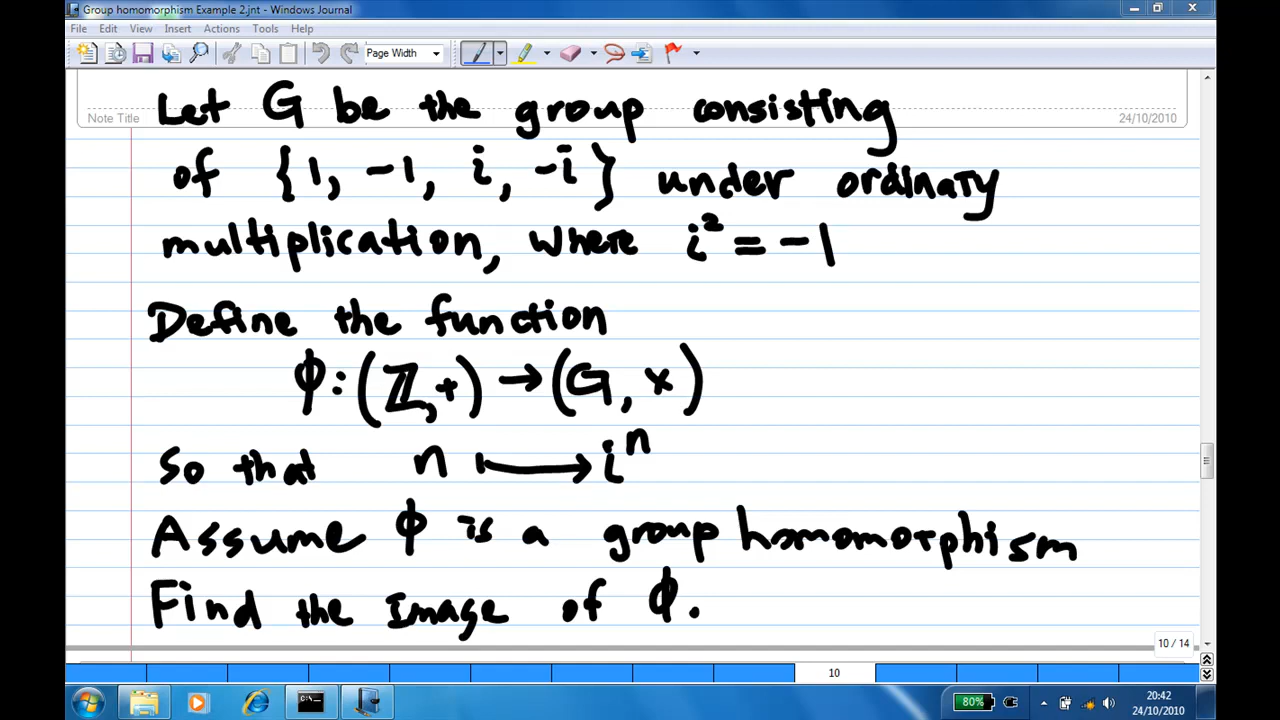 Group homomorphism Example 2.jnt - Windows Journal
File Edit View Insert Actions Tools Help
Page Width
Let G be the group consisting
Note Title
24/10/2010
of {1, -1, i, -i} under ordinary
multiplication, where i² = -1
Define the function
ϕ: (ℤ, +) → (G, ×)
So that n ↦ iⁿ
Assume ϕ is a group homomorphism
Find the Image of ϕ.
10 / 14
10
80%
20:42
24/10/2010